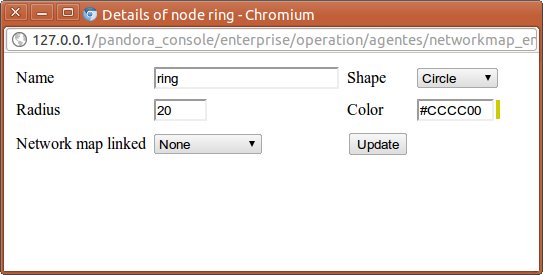 Details of node ring - Chromium
127.0.0.1/pandora_console/enterprise/operation/agentes/networkmap_en
Name ring Shape Circle
Radius 20 Color #CCCC00
Network map linked None Update